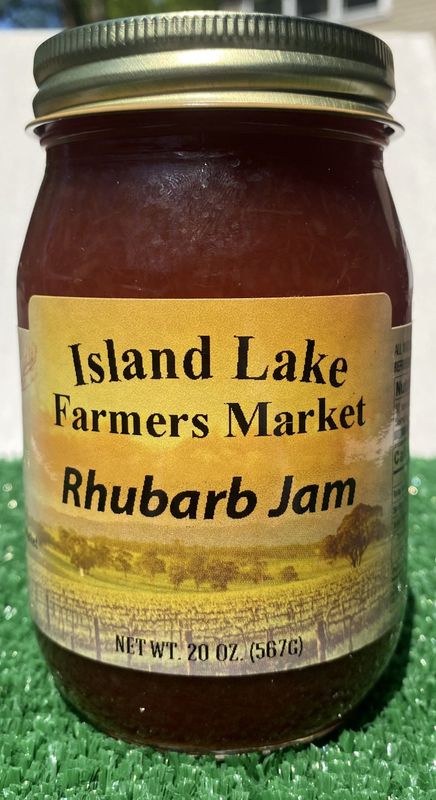 Island Lake
Farmers Market
Rhubarb Jam
NET WT. 20 OZ. (567G)